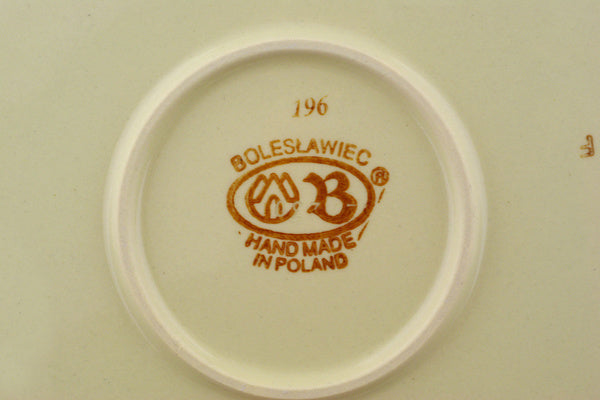 196
BOLESŁAWIEC
B ®
HAND MADE
IN POLAND